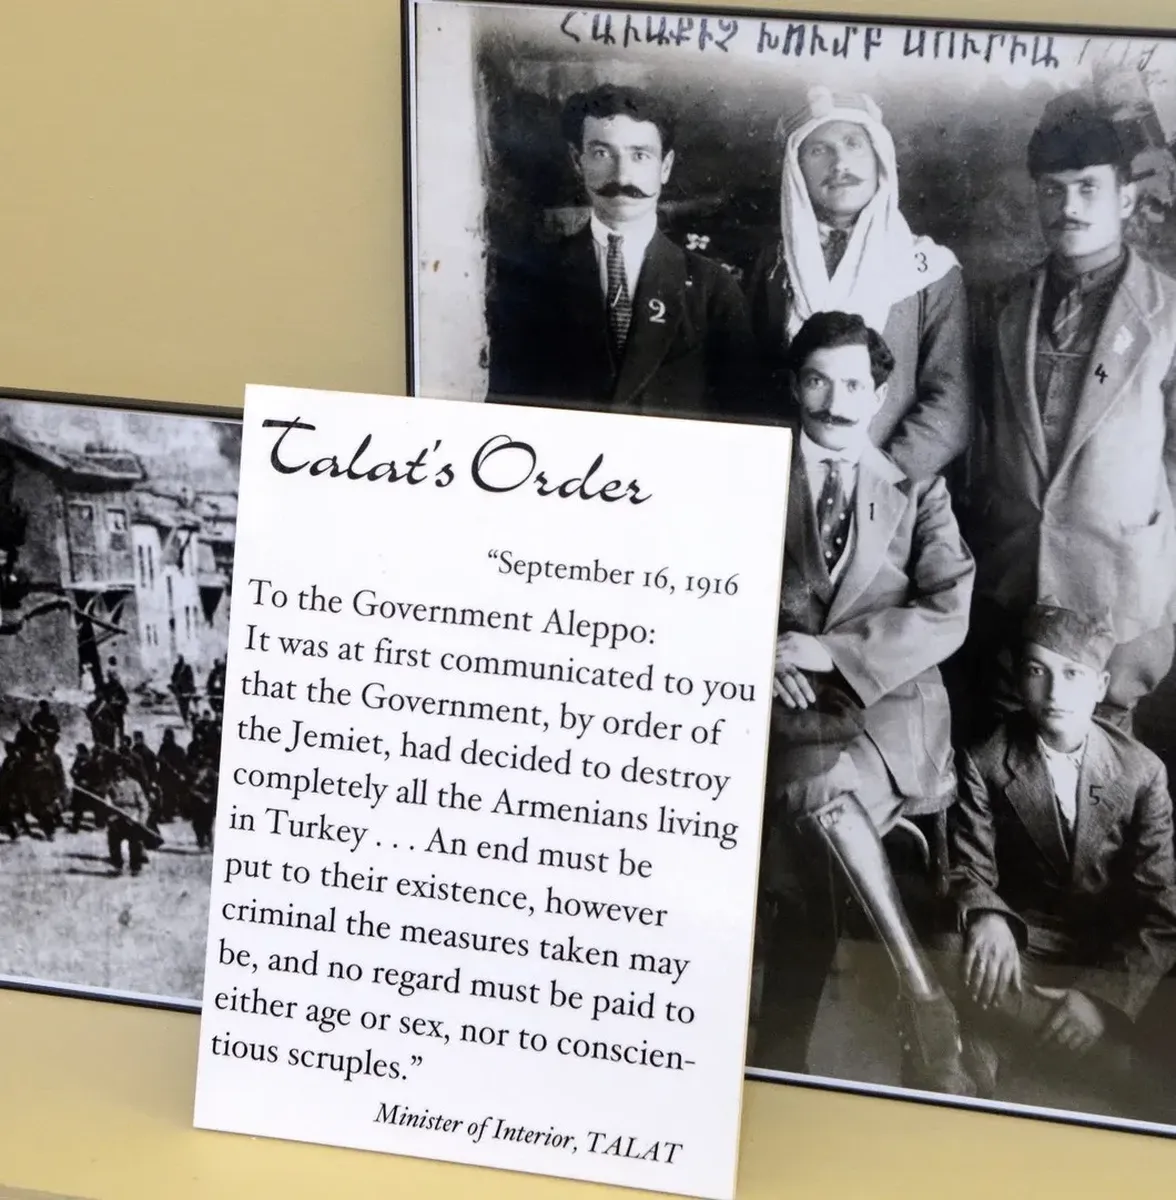 ՀԱՒԱՔԻՉ ԽՈՒՄԲ ՍՈՒՐԻԱ
2
3
4
1
5
Talat's Order
“September 16, 1916
To the Government Aleppo:
It was at first communicated to you
that the Government, by order of
the Jemiet, had decided to destroy
completely all the Armenians living
in Turkey . . . An end must be
put to their existence, however
criminal the measures taken may
be, and no regard must be paid to
either age or sex, nor to conscien-
tious scruples.”
Minister of Interior, TALAT